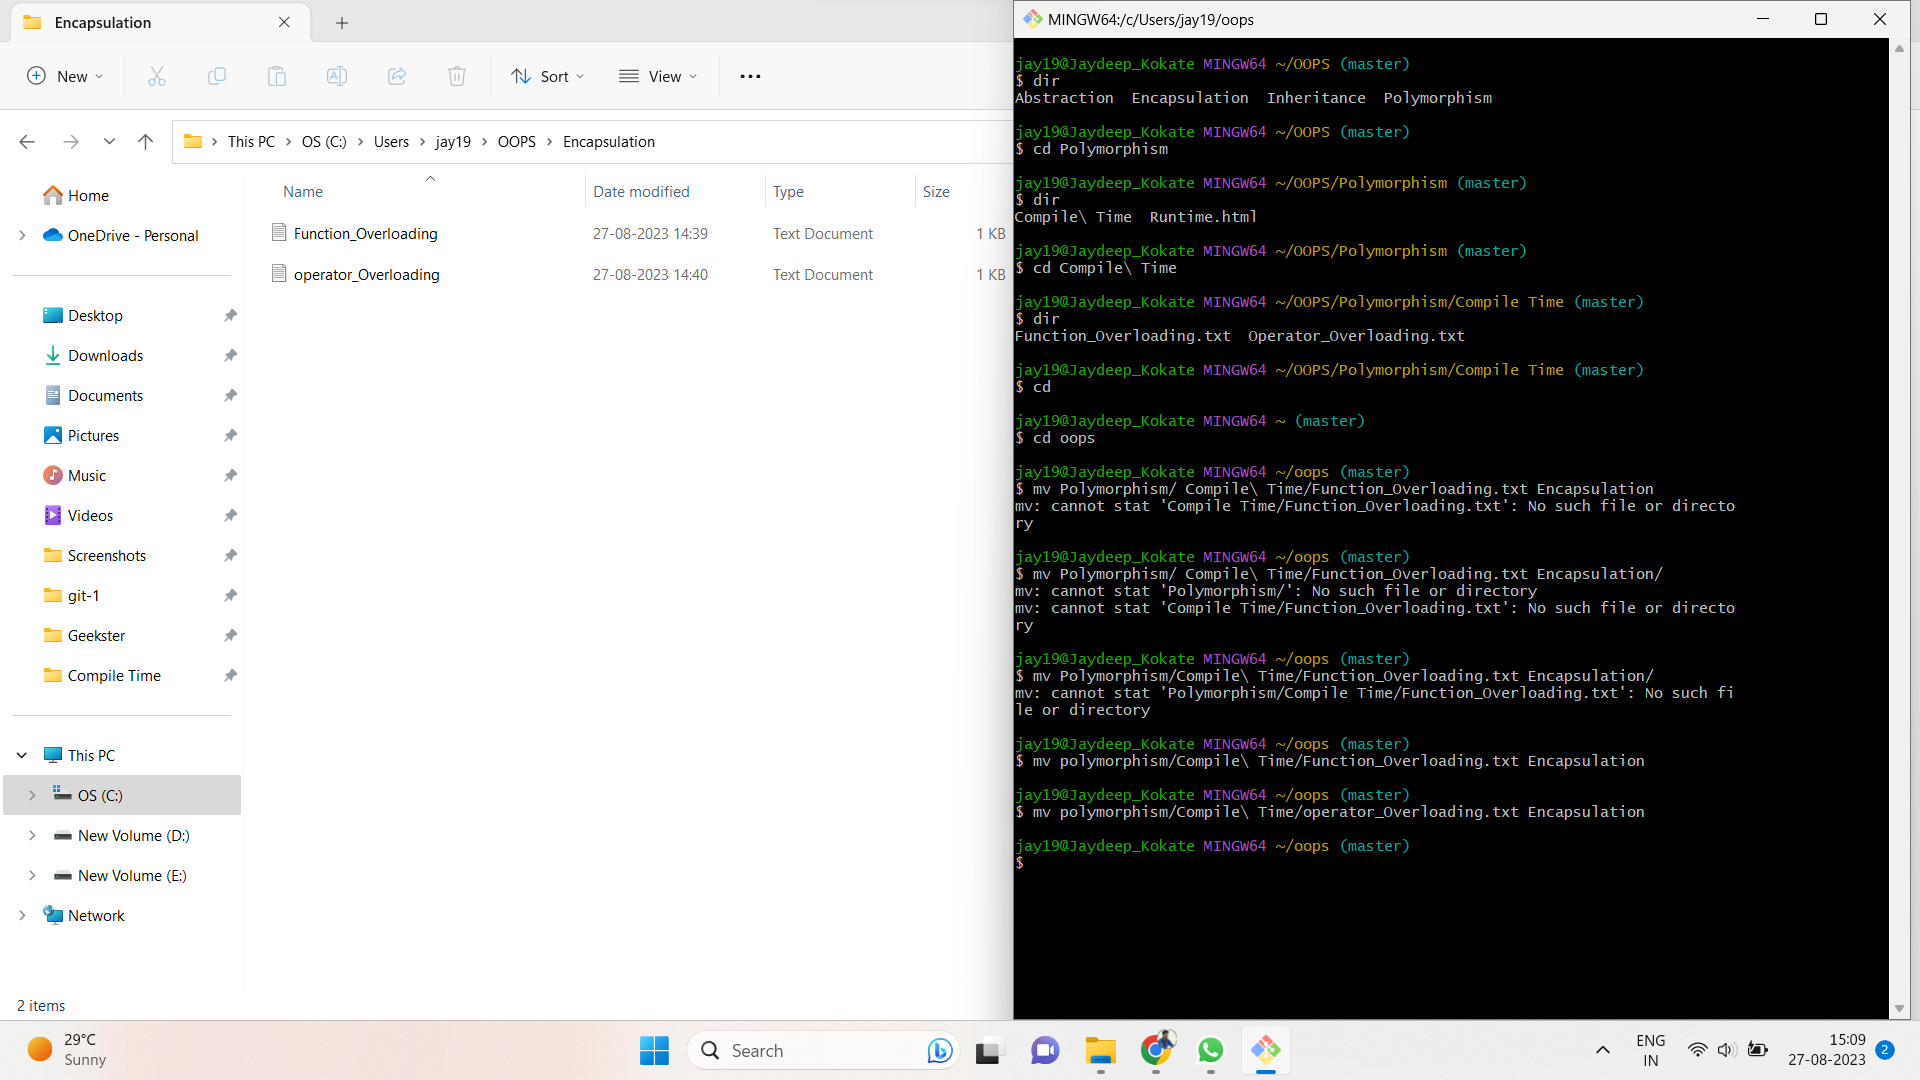 Encapsulation
New
Sort
View
This PC > OS (C:) > Users > jay19 > OOPS > Encapsulation
Name Date modified Type Size
Function_Overloading 27-08-2023 14:39 Text Document 1 KB
operator_Overloading 27-08-2023 14:40 Text Document 1 KB
Home
OneDrive - Personal
Desktop
Downloads
Documents
Pictures
Music
Videos
Screenshots
git-1
Geekster
Compile Time
This PC
OS (C:)
New Volume (D:)
New Volume (E:)
Network
2 items
MINGW64:/c/Users/jay19/oops
jay19@Jaydeep_Kokate MINGW64 ~/OOPS (master)
$ dir
Abstraction  Encapsulation  Inheritance  Polymorphism
jay19@Jaydeep_Kokate MINGW64 ~/OOPS (master)
$ cd Polymorphism
jay19@Jaydeep_Kokate MINGW64 ~/OOPS/Polymorphism (master)
$ dir
Compile\ Time  Runtime.html
jay19@Jaydeep_Kokate MINGW64 ~/OOPS/Polymorphism (master)
$ cd Compile\ Time
jay19@Jaydeep_Kokate MINGW64 ~/OOPS/Polymorphism/Compile Time (master)
$ dir
Function_Overloading.txt  Operator_Overloading.txt
jay19@Jaydeep_Kokate MINGW64 ~/OOPS/Polymorphism/Compile Time (master)
$ cd
jay19@Jaydeep_Kokate MINGW64 ~ (master)
$ cd oops
jay19@Jaydeep_Kokate MINGW64 ~/oops (master)
$ mv Polymorphism/ Compile\ Time/Function_Overloading.txt Encapsulation
mv: cannot stat 'Compile Time/Function_Overloading.txt': No such file or directo
ry
jay19@Jaydeep_Kokate MINGW64 ~/oops (master)
$ mv Polymorphism/ Compile\ Time/Function_Overloading.txt Encapsulation/
mv: cannot stat 'Polymorphism/': No such file or directory
mv: cannot stat 'Compile Time/Function_Overloading.txt': No such file or directo
ry
jay19@Jaydeep_Kokate MINGW64 ~/oops (master)
$ mv Polymorphism/Compile\ Time/Function_Overloading.txt Encapsulation/
mv: cannot stat 'Polymorphism/Compile Time/Function_Overloading.txt': No such fi
le or directory
jay19@Jaydeep_Kokate MINGW64 ~/oops (master)
$ mv polymorphism/Compile\ Time/Function_Overloading.txt Encapsulation
jay19@Jaydeep_Kokate MINGW64 ~/oops (master)
$ mv polymorphism/Compile\ Time/operator_Overloading.txt Encapsulation
jay19@Jaydeep_Kokate MINGW64 ~/oops (master)
$
29°C
Sunny
Search
ENG
IN
15:09
27-08-2023
2